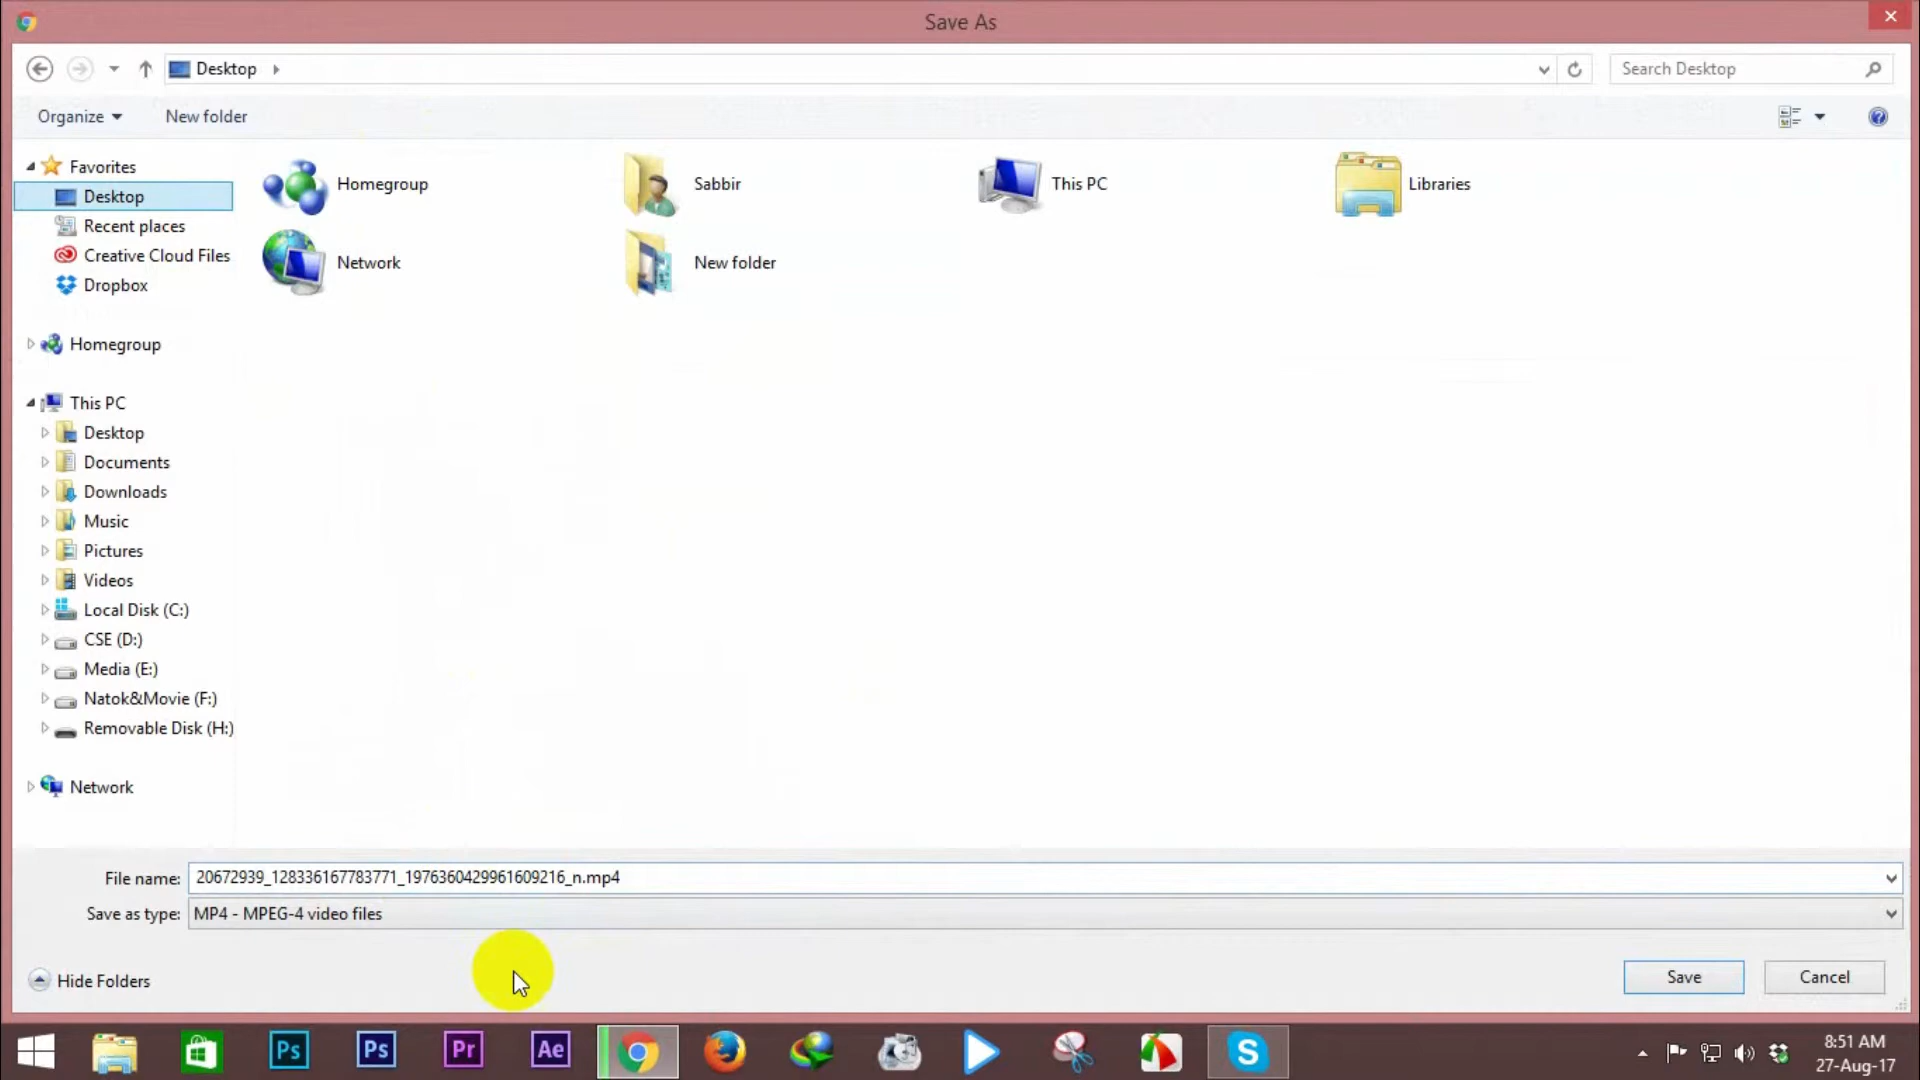 Save As
Desktop
Search Desktop
Organize
New folder
Favorites
Desktop
Recent places
Creative Cloud Files
Dropbox
Homegroup
This PC
Desktop
Documents
Downloads
Music
Pictures
Videos
Local Disk (C:)
CSE (D:)
Media (E:)
Natok&Movie (F:)
Removable Disk (H:)
Network
Homegroup
Sabbir
This PC
Libraries
Network
New folder
File name: 20672939_128336167783771_1976360429961609216_n.mp4
Save as type: MP4 - MPEG-4 video files
Hide Folders
Save
Cancel
Ps
Ps
Pr
Ae
S
8:51 AM
27-Aug-17